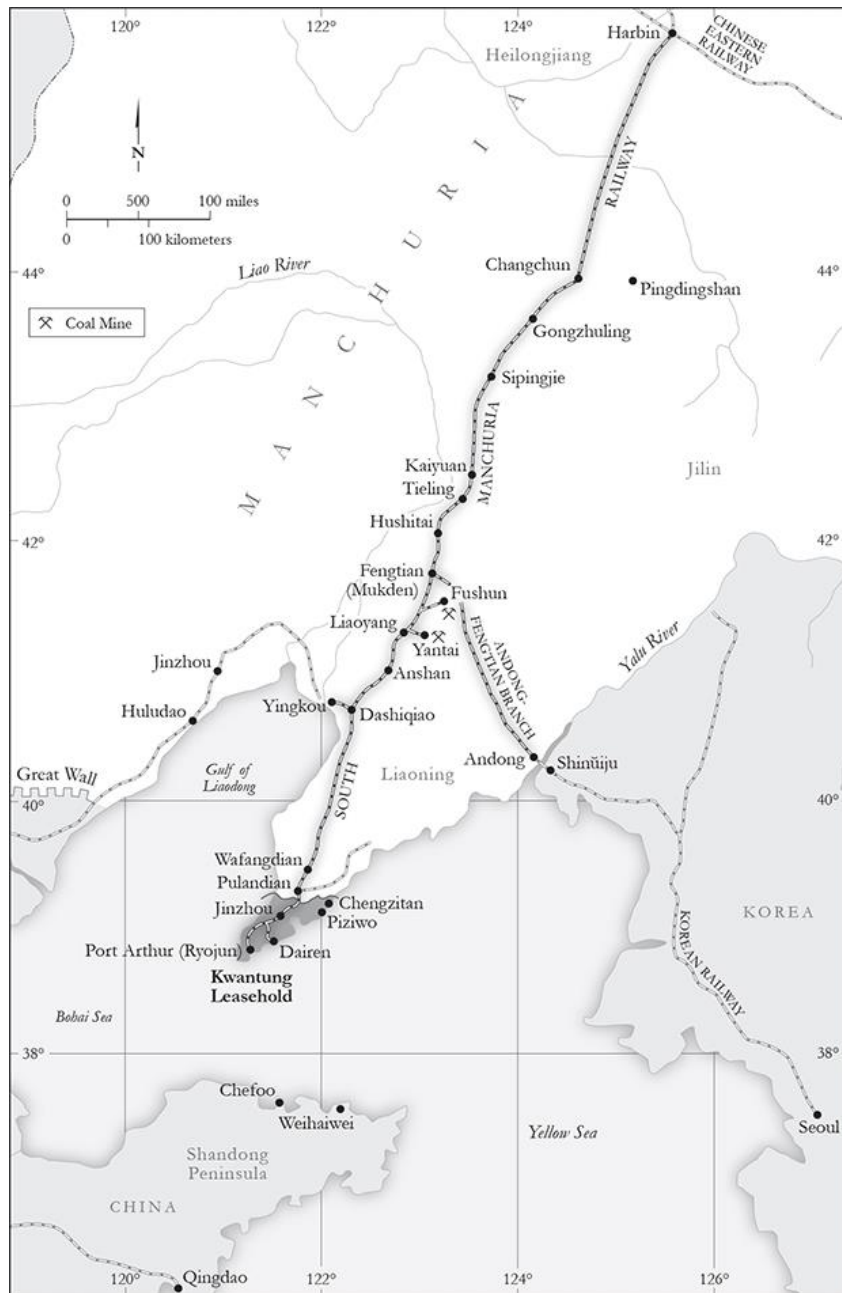 120°
122°
124°
Harbin
CHINESE
EASTERN
RAILWAY
Heilongjiang
N
0 500 100 miles
0 100 kilometers
MANCHURIA
RAILWAY
Liao River
44°
Changchun
44°
Pingdingshan
Coal Mine
Gongzhuling
Sipingjie
MANCHURIA
Kaiyuan
Tieling
Jilin
Hushitai
42°
42°
Fengtian
(Mukden)
Fushun
Liaoyang
Yantai
ANDONG-
FENGTIAN BRANCH
Yalu River
Jinzhou
Anshan
Yingkou
Dashiqiao
Huludao
Andong
Shinŭiju
Gulf of
Liaodong
Liaoning
Great Wall
SOUTH
40°
40°
Wafangdian
Pulandian
Jinzhou
Chengzitan
Piziwo
KOREA
Port Arthur (Ryojun)
Dairen
Kwantung
Leasehold
KOREAN RAILWAY
Bohai Sea
38°
38°
Chefoo
Weihaiwei
Yellow Sea
Seoul
Shandong
Peninsula
CHINA
120°
Qingdao
122°
124°
126°